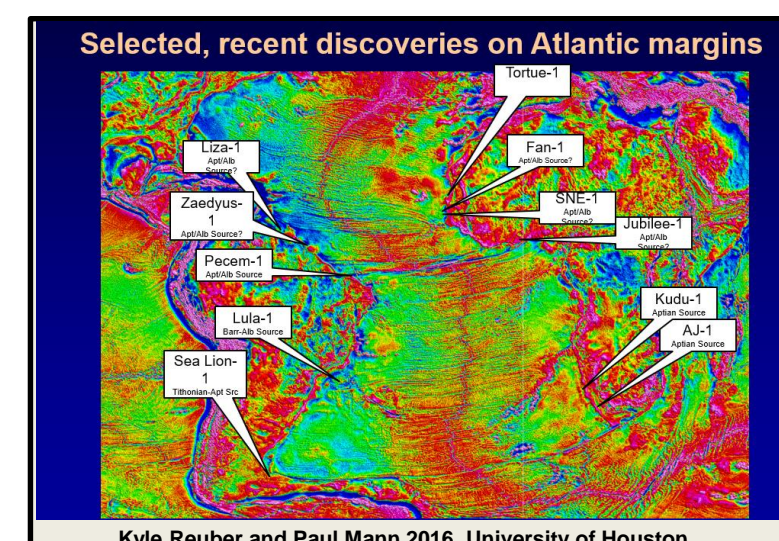 Selected, recent discoveries on Atlantic margins
Tortue-1
Liza-1
Apt/Alb
Source?
Fan-1
Apt/Alb Source?
Zaedyus-
1
Apt/Alb Source?
SNE-1
Apt/Alb
Source?
Jubilee-1
Apt/Alb
Source?
Pecem-1
Apt/Alb Source
Kudu-1
Aptian Source
Lula-1
Barr-Alb Source
AJ-1
Aptian Source
Sea Lion-
1
Tithonian-Apt Src
Kyle Reuber and Paul Mann 2016, University of Houston